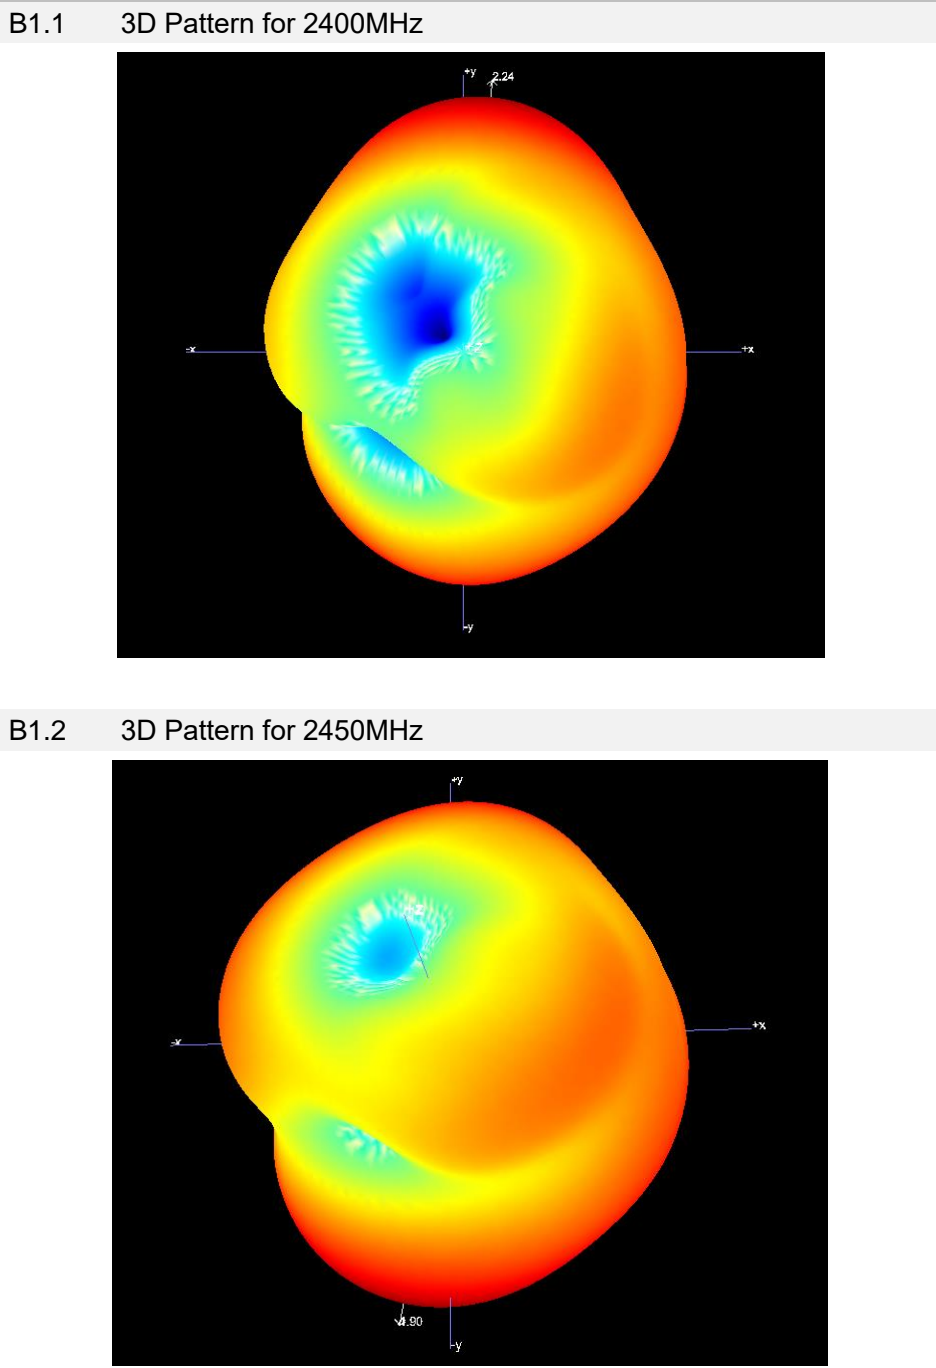 B1.1 3D Pattern for 2400MHz
+y 2.24
-x
+x
-y
B1.2 3D Pattern for 2450MHz
+y
-x
+x
-y